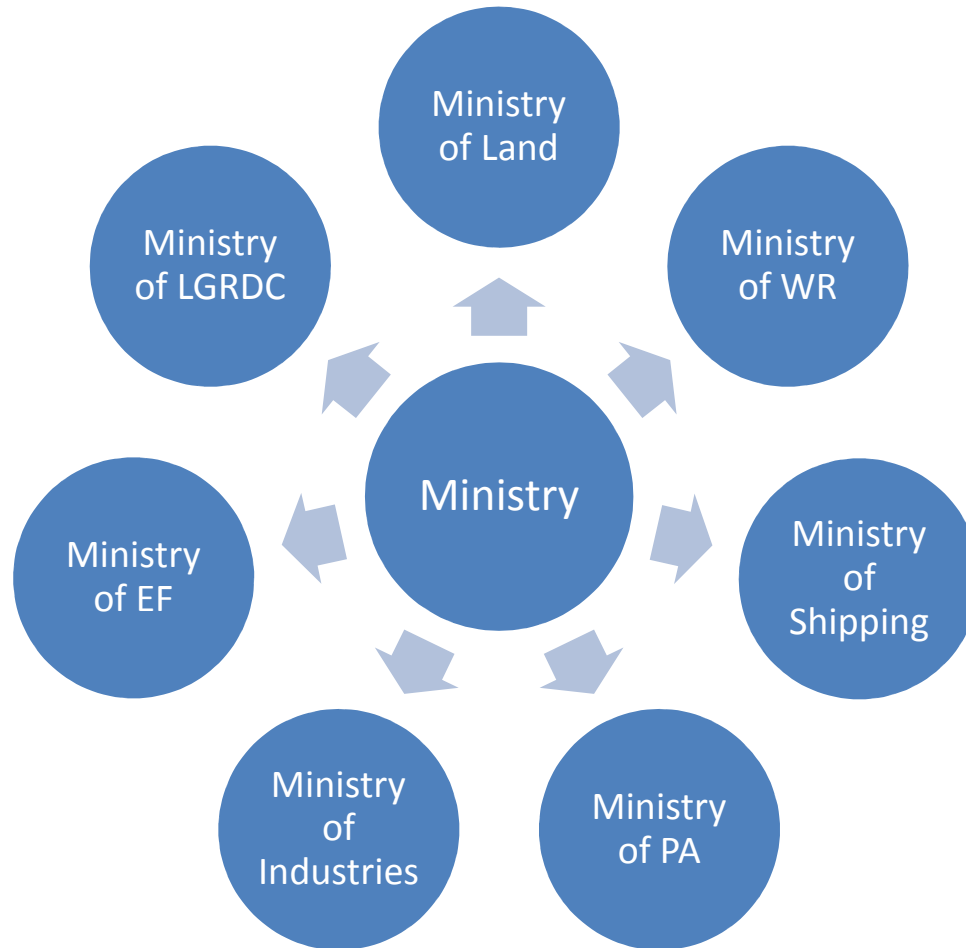 Ministry
of Land
Ministry
of WR
Ministry
of
Shipping
Ministry
of PA
Ministry
of
Industries
Ministry
of EF
Ministry
of LGRDC
Ministry